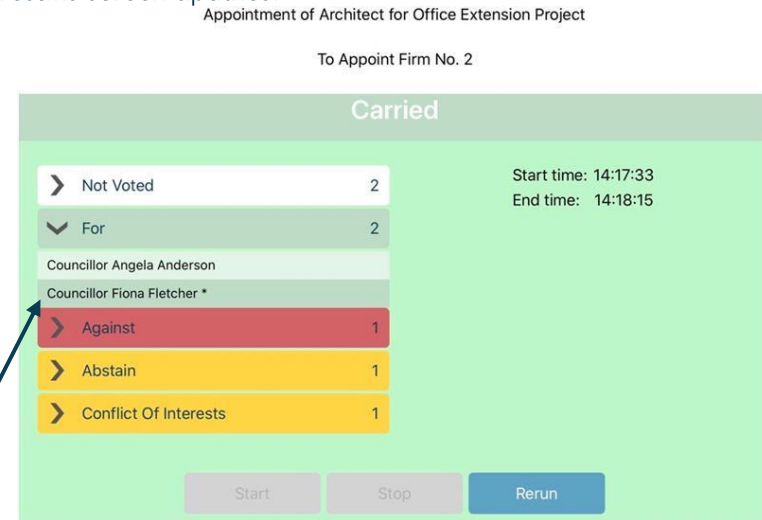 Appointment of Architect for Office Extension Project
To Appoint Firm No. 2
Carried
Not Voted 2
For 2
Councillor Angela Anderson
Councillor Fiona Fletcher *
Against 1
Abstain 1
Conflict Of Interests 1
Start time: 14:17:33
End time: 14:18:15
Start Stop Rerun